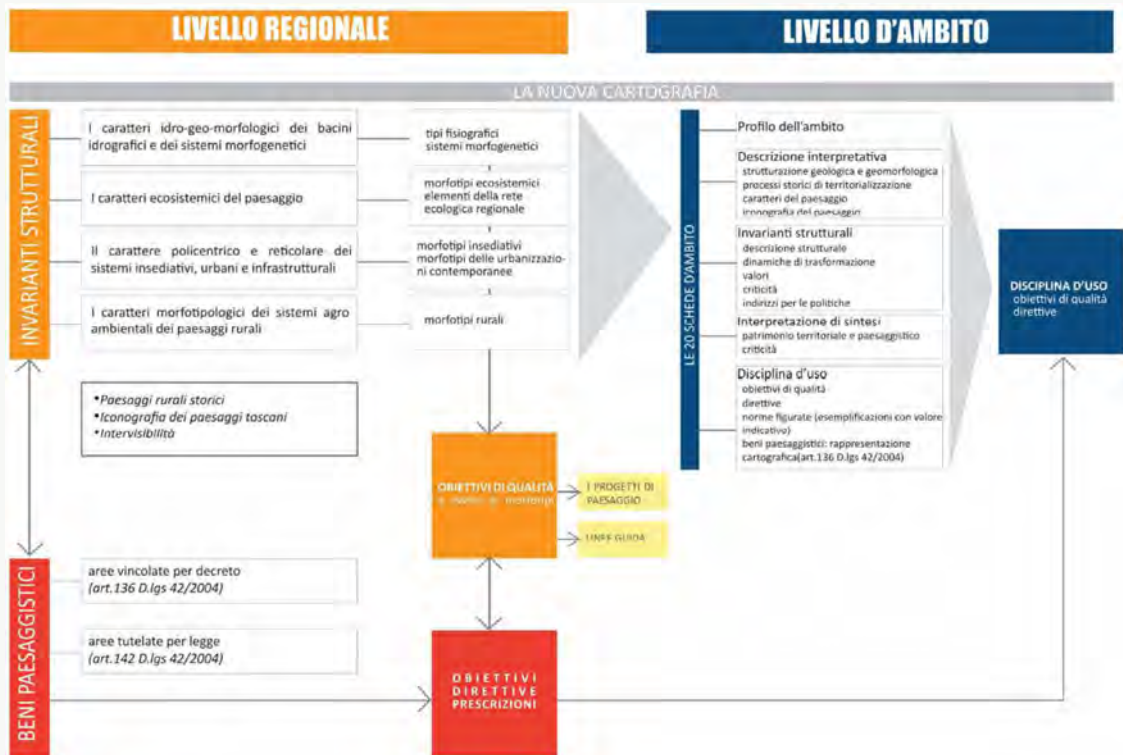 LIVELLO REGIONALE
LIVELLO D'AMBITO
LA NUOVA CARTOGRAFIA
INVARIANTI STRUTTURALI
I caratteri idro-geo-morfologici dei bacini
idrografici e dei sistemi morfogenetici
tipi fisiografici
sistemi morfogenetici
I caratteri ecosistemici del paesaggio
morfotipi ecosistemici
elementi della rete
ecologica regionale
Il carattere policentrico e reticolare dei
sistemi insediativi, urbani e infrastrutturali
morfotipi insediativi
morfotipi delle urbanizzazio-
ni contemporanee
I caratteri morfotipologici dei sistemi agro
ambientali dei paesaggi rurali
morfotipi rurali
•Paesaggi rurali storici
•Iconografia dei paesaggi toscani
•Intervisibilità
OBIETTIVI DI QUALITÀ
morfotipi
I PROGETTI DI
PAESAGGIO
LINEE GUIDA
BENI PAESAGGISTICI
aree vincolate per decreto
(art.136 D.lgs 42/2004)
aree tutelate per legge
(art.142 D.lgs 42/2004)
OBIETTIVI
DIRETTIVE
PRESCRIZIONI
LE 20 SCHEDE D'AMBITO
Profilo dell'ambito
Descrizione interpretativa
strutturazione geologica e geomorfologica
processi storici di territorializzazione
caratteri del paesaggio
iconografia del paesaggio
Invarianti strutturali
descrizione strutturale
dinamiche di trasformazione
valori
criticità
indirizzi per le politiche
Interpretazione di sintesi
patrimonio territoriale e paesaggistico
criticità
Disciplina d'uso
obiettivi di qualità
direttive
norme figurate (esemplificazioni con valore
indicativo)
beni paesaggistici: rappresentazione
cartografica(art.136 D.lgs 42/2004)
DISCIPLINA D'USO
obiettivi di qualità
direttive